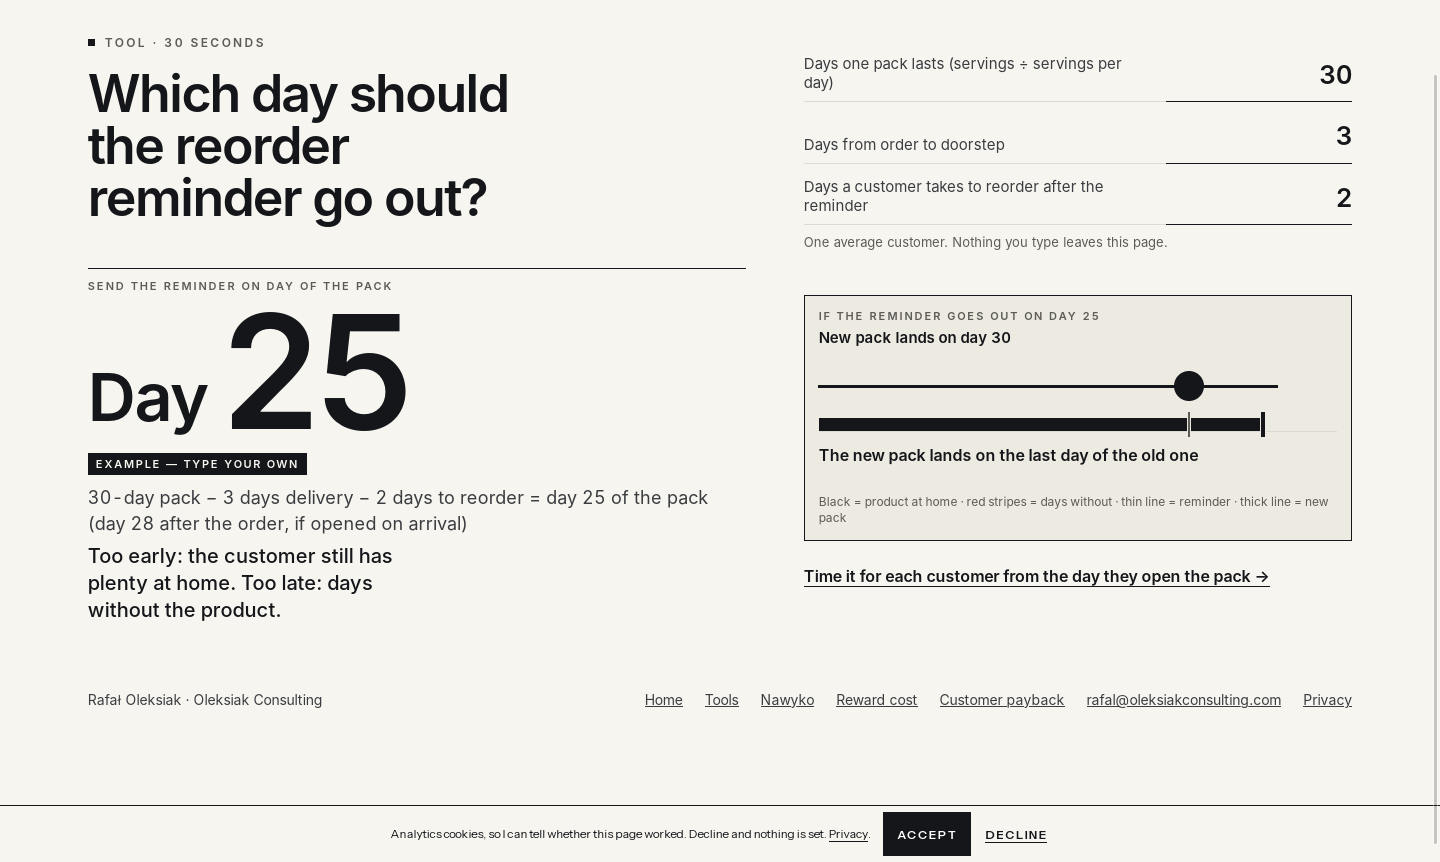 TOOL · 30 SECONDS
Which day should
the reorder
reminder go out?
SEND THE REMINDER ON DAY OF THE PACK
Day 25
EXAMPLE — TYPE YOUR OWN
30-day pack − 3 days delivery − 2 days to reorder = day 25 of the pack
(day 28 after the order, if opened on arrival)
Too early: the customer still has
plenty at home. Too late: days
without the product.
Days one pack lasts (servings ÷ servings per
day)
30
Days from order to doorstep
3
Days a customer takes to reorder after the
reminder
2
One average customer. Nothing you type leaves this page.
IF THE REMINDER GOES OUT ON DAY 25
New pack lands on day 30
The new pack lands on the last day of the old one
Black = product at home · red stripes = days without · thin line = reminder · thick line = new
pack
Time it for each customer from the day they open the pack →
Rafał Oleksiak · Oleksiak Consulting
Home Tools Nawyko Reward cost Customer payback rafal@oleksiakconsulting.com Privacy
Analytics cookies, so I can tell whether this page worked. Decline and nothing is set. Privacy.
ACCEPT
DECLINE